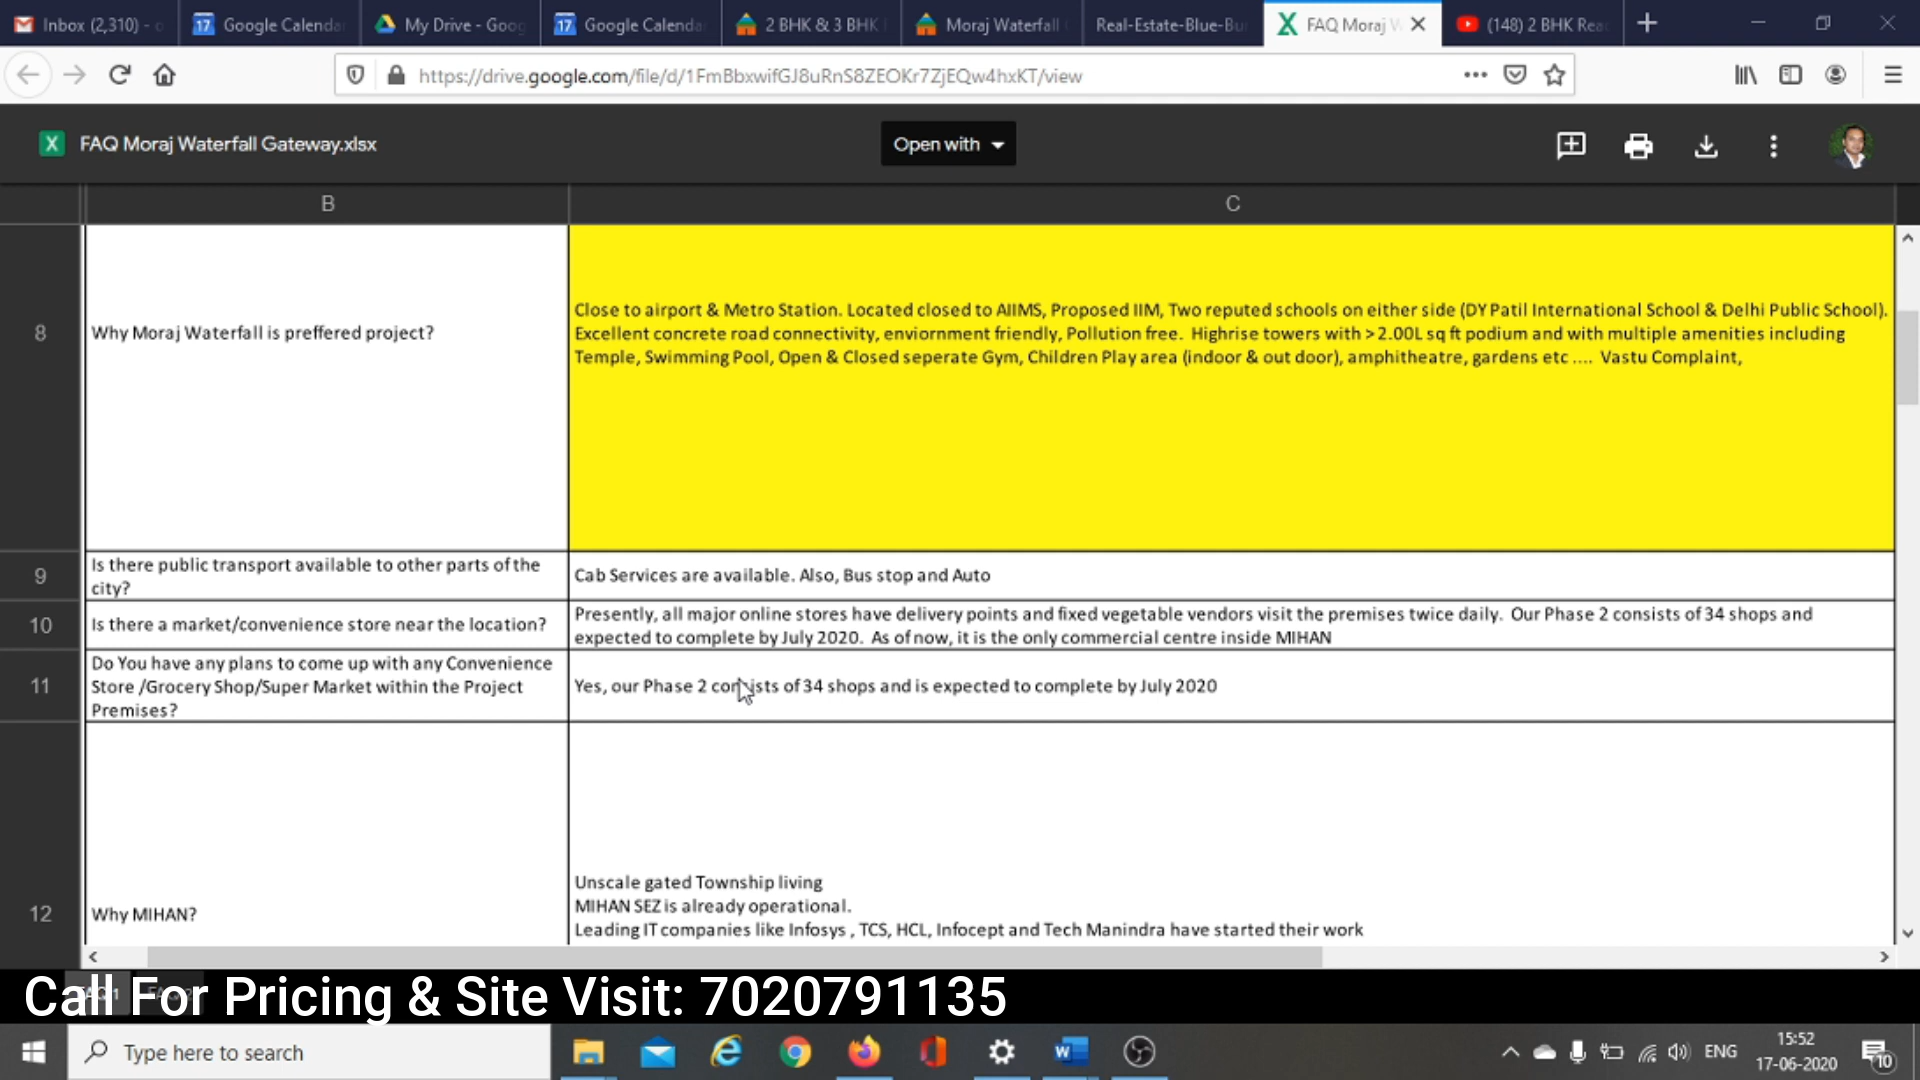 Inbox (2,310) - o
Google Calenda
My Drive - Goog
Google Calenda
2 BHK & 3 BHK F
Moraj Waterfall
Real-Estate-Blue-Bu
FAQ Moraj W
(148) 2 BHK Rea
https://drive.google.com/file/d/1FmBbxwifGJ8uRnS8ZEOKr7ZjEQw4hxKT/view
FAQ Moraj Waterfall Gateway.xlsx
Open with
B
C
8
Why Moraj Waterfall is preffered project?
Close to airport & Metro Station. Located closed to AIIMS, Proposed IIM, Two reputed schools on either side (DY Patil International School & Delhi Public School).
Excellent concrete road connectivity, enviornment friendly, Pollution free. Highrise towers with >2.00L sq ft podium and with multiple amenities including
Temple, Swimming Pool, Open & Closed seperate Gym, Children Play area (indoor & out door), amphitheatre, gardens etc .... Vastu Complaint,
9
Is there public transport available to other parts of the
city?
Cab Services are available. Also, Bus stop and Auto
10
Is there a market/convenience store near the location?
Presently, all major online stores have delivery points and fixed vegetable vendors visit the premises twice daily. Our Phase 2 consists of 34 shops and
expected to complete by July 2020. As of now, it is the only commercial centre inside MIHAN
11
Do You have any plans to come up with any Convenience
Store /Grocery Shop/Super Market within the Project
Premises?
Yes, our Phase 2 consists of 34 shops and is expected to complete by July 2020
12
Why MIHAN?
Unscale gated Township living
MIHAN SEZ is already operational.
Leading IT companies like Infosys , TCS, HCL, Infocept and Tech Manindra have started their work
Call For Pricing & Site Visit: 7020791135
Type here to search
ENG
15:52
17-06-2020
10